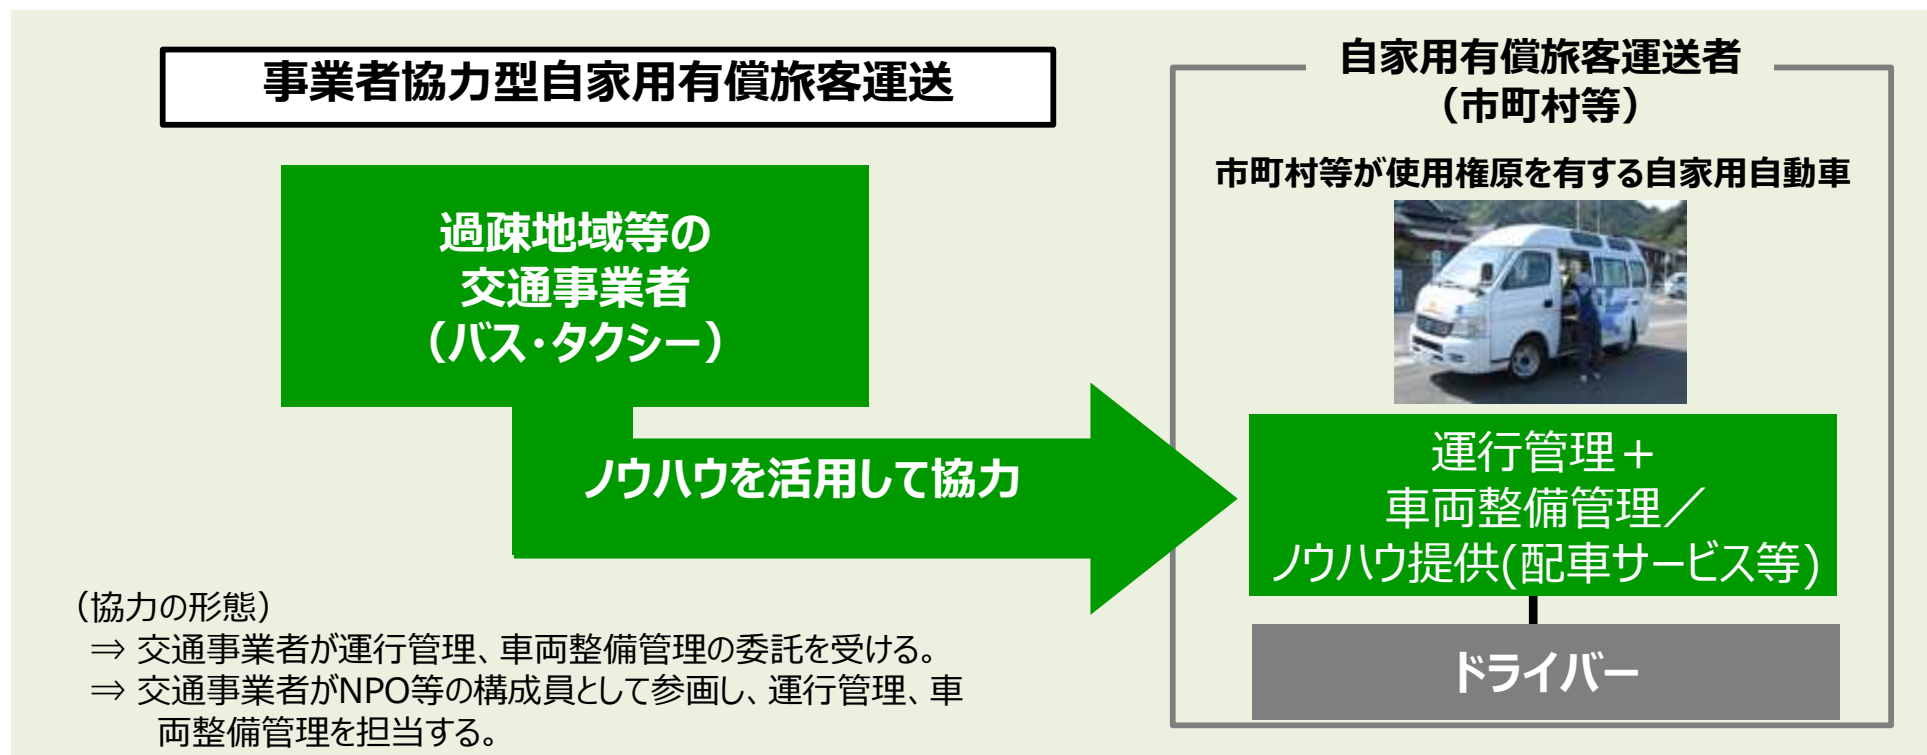 事業者協力型自家用有償旅客運送
過疎地域等の
交通事業者
（バス・タクシー）
ノウハウを活用して協力
（協力の形態）
⇒ 交通事業者が運行管理、車両整備管理の委託を受ける。
⇒ 交通事業者がNPO等の構成員として参画し、運行管理、車
両整備管理を担当する。
自家用有償旅客運送者
（市町村等）
市町村等が使用権原を有する自家用自動車
運行管理＋
車両整備管理／
ノウハウ提供(配車サービス等)
ドライバー